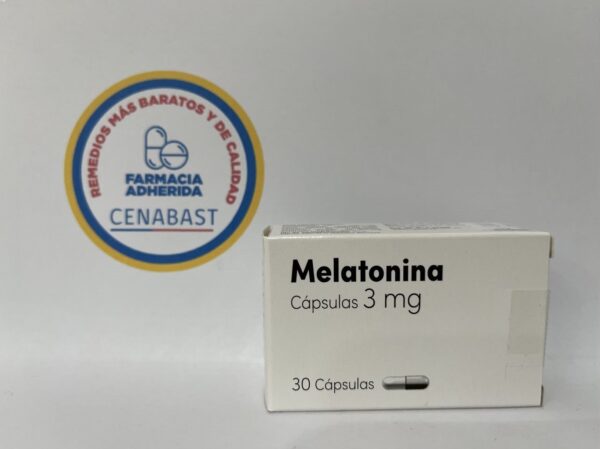 REMEDIOS MÁS BARATOS Y DE CALIDAD
FARMACIA
ADHERIDA
CENABAST
Melatonina
Cápsulas 3 mg
30 Cápsulas